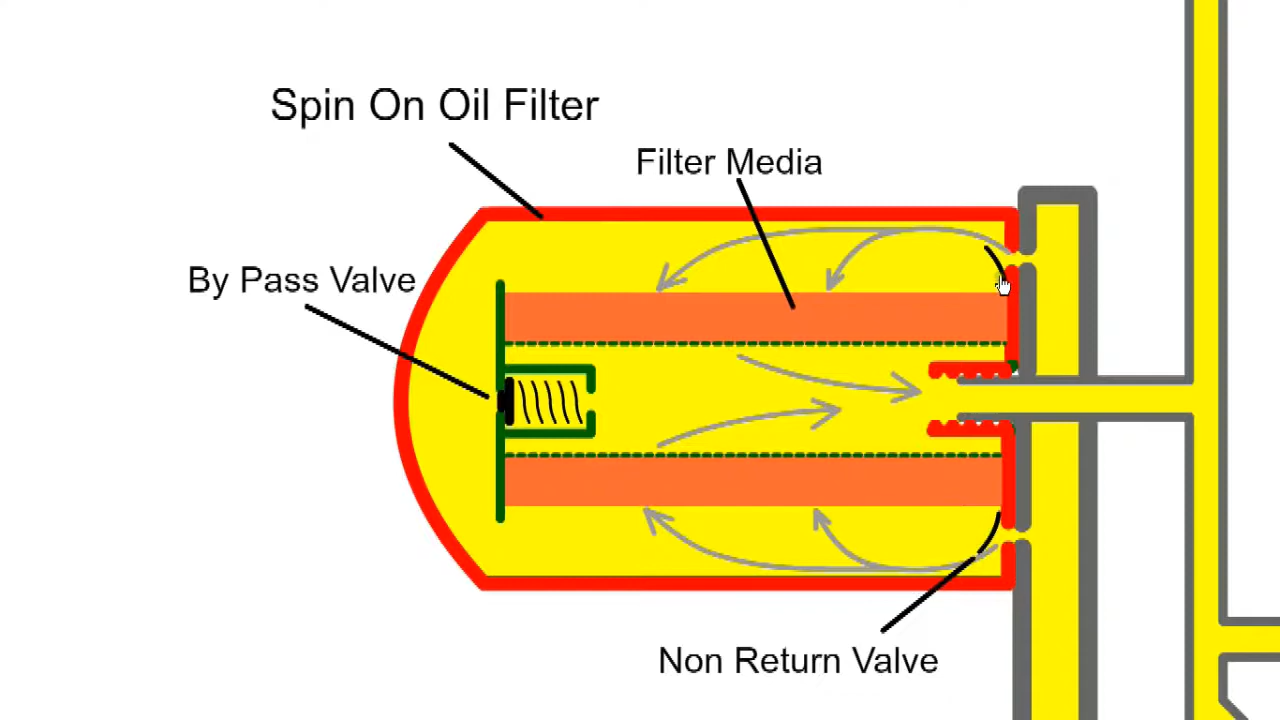 Spin On Oil Filter
Filter Media
By Pass Valve
Non Return Valve